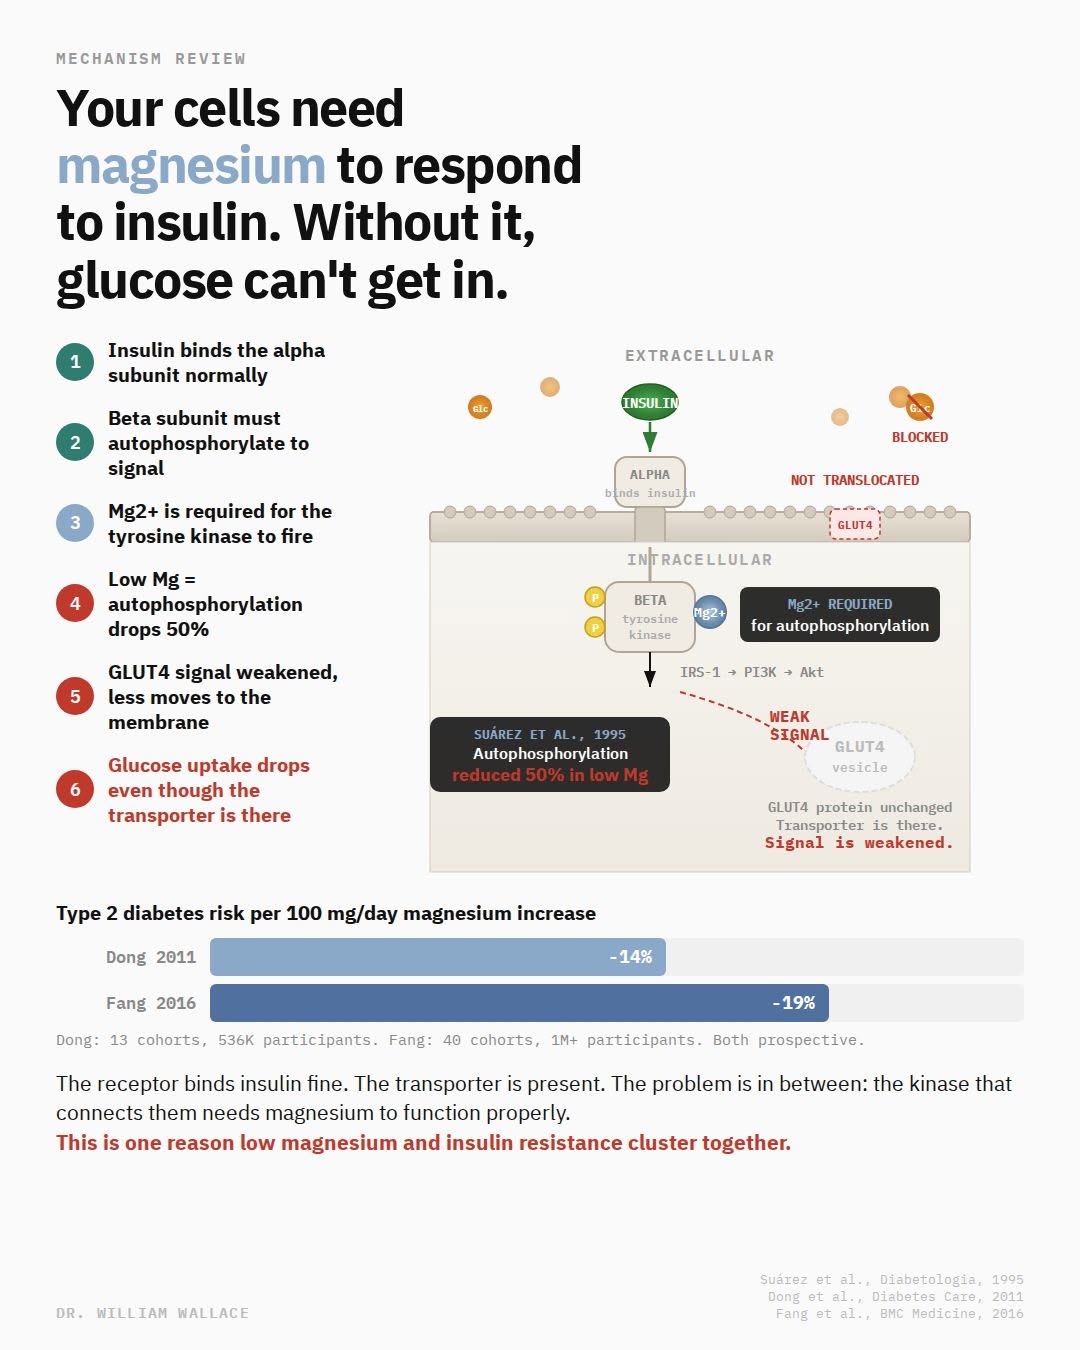 MECHANISM REVIEW
Your cells need
magnesium to respond
to insulin. Without it,
glucose can't get in.
1 Insulin binds the alpha
subunit normally
2 Beta subunit must
autophosphorylate to
signal
3 Mg2+ is required for the
tyrosine kinase to fire
4 Low Mg =
autophosphorylation
drops 50%
5 GLUT4 signal weakened,
less moves to the
membrane
6 Glucose uptake drops
even though the
transporter is there
EXTRACELLULAR
Glc
INSULIN
Glc
BLOCKED
ALPHA
binds insulin
NOT TRANSLOCATED
GLUT4
INTRACELLULAR
P
P
BETA
tyrosine
kinase
Mg2+
Mg2+ REQUIRED
for autophosphorylation
IRS-1 → PI3K → Akt
WEAK
SIGNAL
SUÁREZ ET AL., 1995
Autophosphorylation
reduced 50% in low Mg
GLUT4
vesicle
GLUT4 protein unchanged
Transporter is there.
Signal is weakened.
Type 2 diabetes risk per 100 mg/day magnesium increase
Dong 2011 -14%
Fang 2016 -19%
Dong: 13 cohorts, 536K participants. Fang: 40 cohorts, 1M+ participants. Both prospective.
The receptor binds insulin fine. The transporter is present. The problem is in between: the kinase that
connects them needs magnesium to function properly.
This is one reason low magnesium and insulin resistance cluster together.
DR. WILLIAM WALLACE
Suárez et al., Diabetologia, 1995
Dong et al., Diabetes Care, 2011
Fang et al., BMC Medicine, 2016